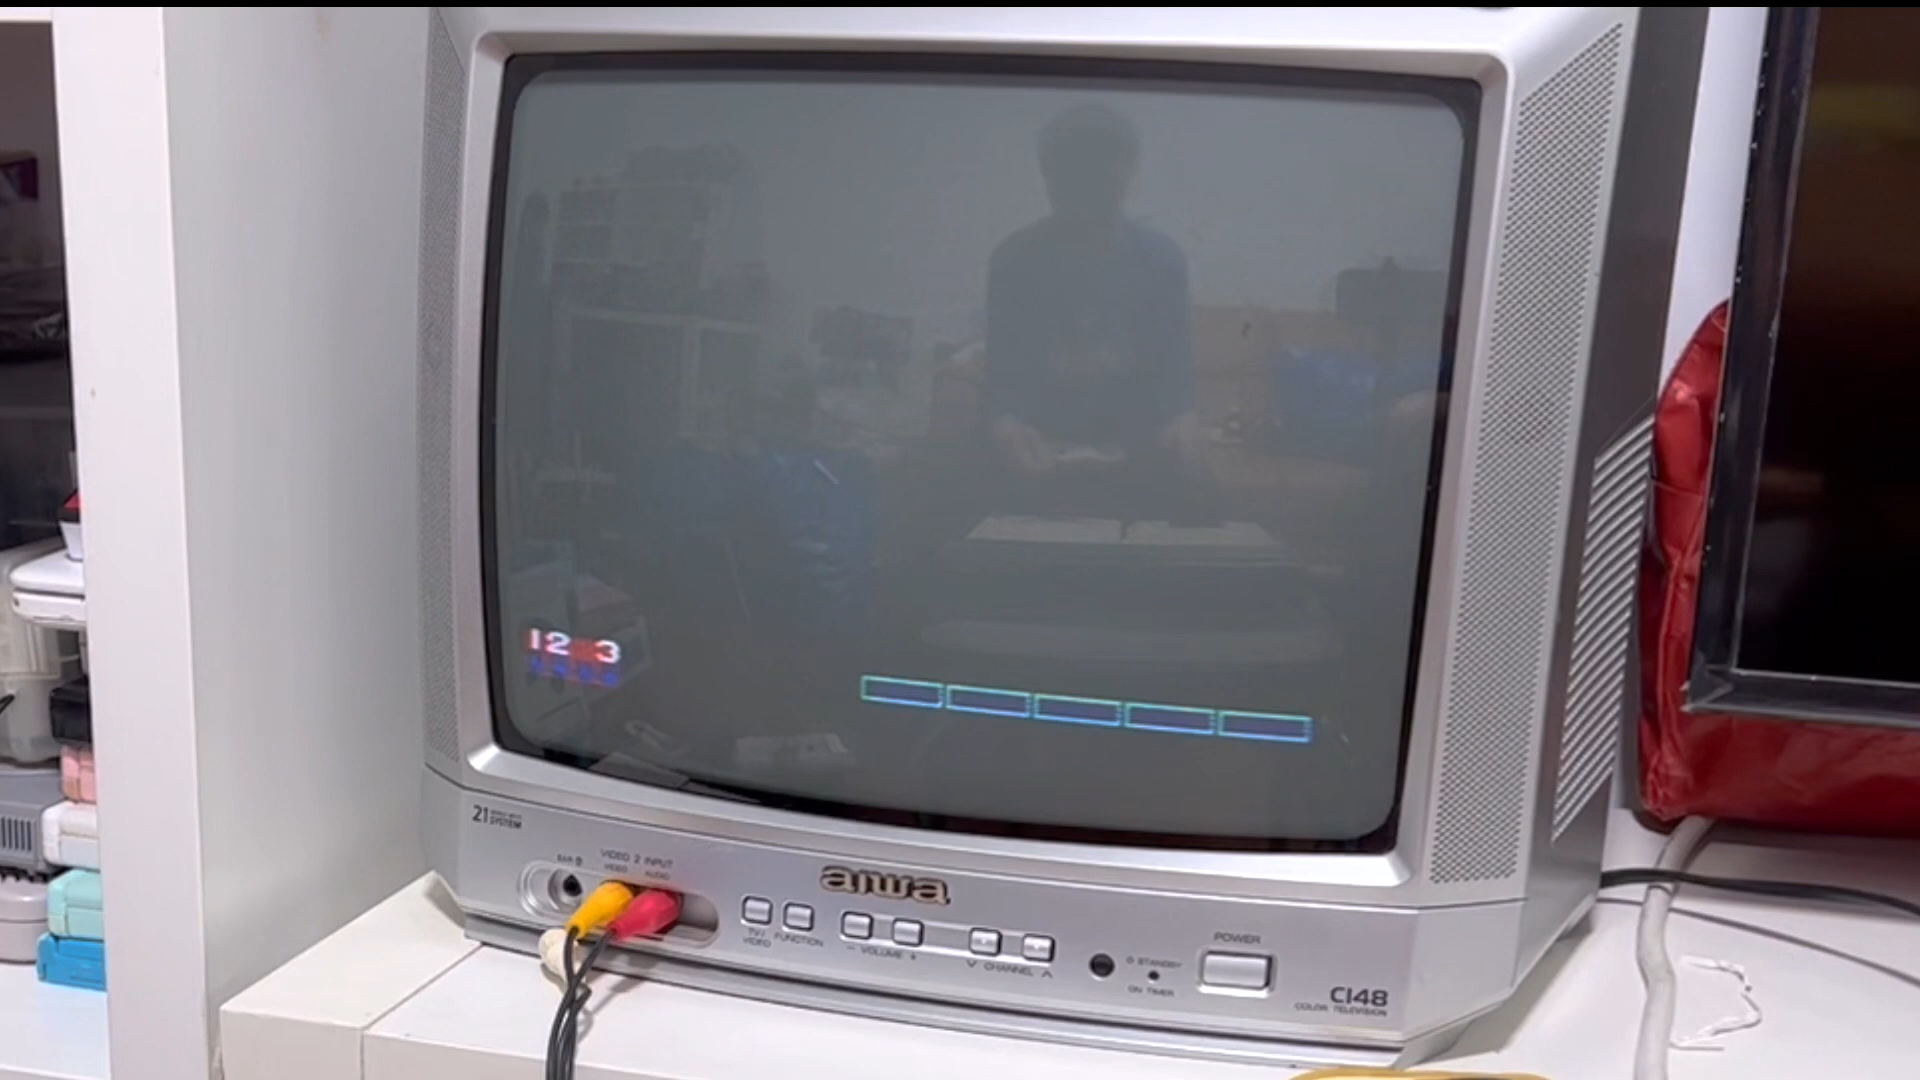 12 3
21 SYSTEM
VIDEO 2 INPUT
VIDEO AUDIO
aiwa
TV/
VIDEO
FUNCTION
- VOLUME +
∨ CHANNEL ∧
STANDBY
ON TIMER
POWER
C148
COLOR TELEVISION